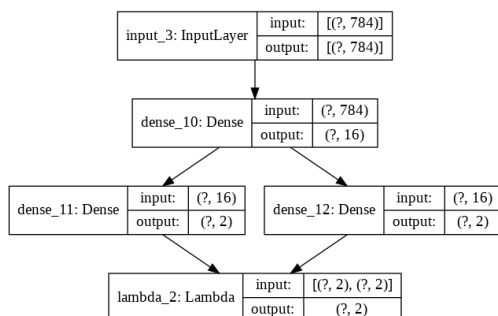 input_3: InputLayer
input: [(?, 784)]
output: [(?, 784)]
dense_10: Dense
input: (?, 784)
output: (?, 16)
dense_11: Dense
input: (?, 16)
output: (?, 2)
dense_12: Dense
input: (?, 16)
output: (?, 2)
lambda_2: Lambda
input: [(?, 2), (?, 2)]
output: (?, 2)